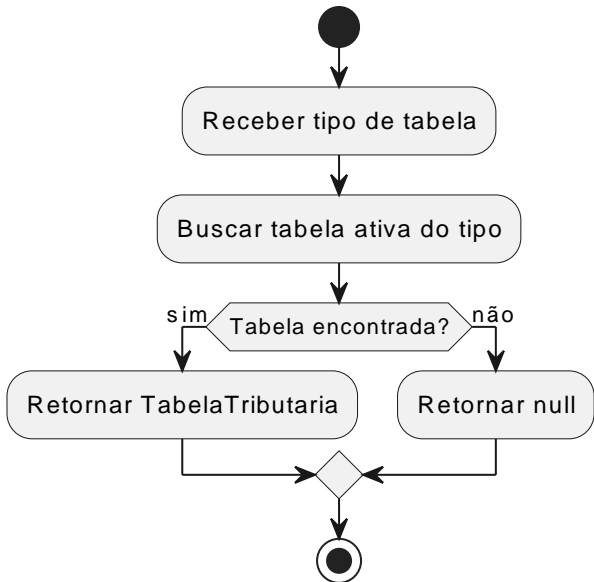 Receber tipo de tabela
Buscar tabela ativa do tipo
sim
Tabela encontrada?
não
Retornar TabelaTributaria
Retornar null